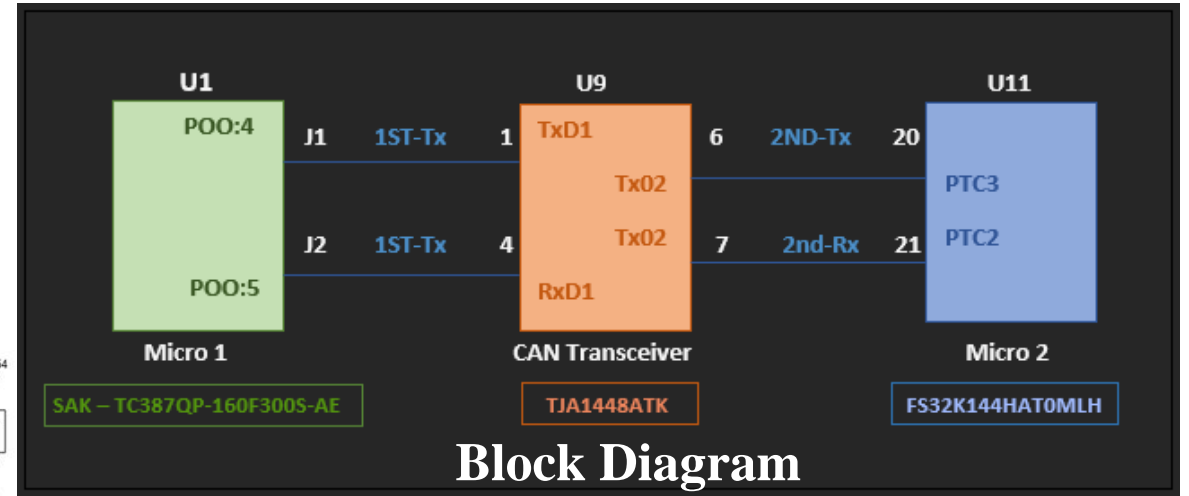 U1 U9 U11
POO:4 J1 1ST-Tx 1 TxD1 6 2ND-Tx 20
Tx02 PTC3
J2 1ST-Tx 4 Tx02 7 2nd-Rx 21 PTC2
POO:5 RxD1
Micro 1 CAN Transceiver Micro 2
SAK – TC387QP-160F300S-AE TJA1448ATK FS32K144HAT0MLH
Block Diagram